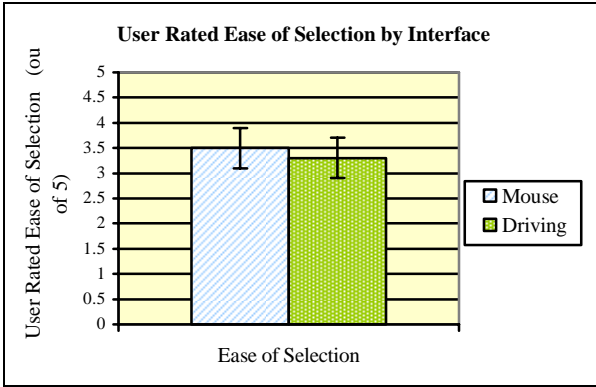 User Rated Ease of Selection by Interface
User Rated Ease of Selection (ou
of 5)
5
4.5
4
3.5
3
2.5
2
1.5
1
0.5
0
Ease of Selection
Mouse
Driving